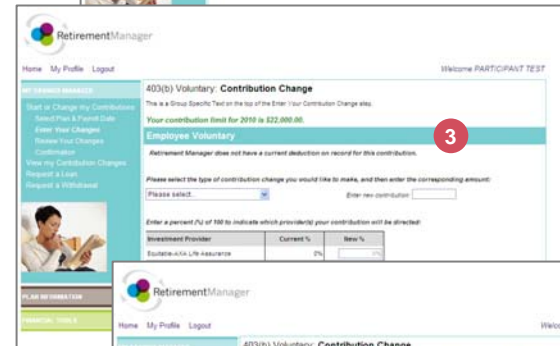 RetirementManager
Home My Profile Logout
Welcome PARTICIPANT TEST
MY CHANGES MANAGER
Start or Change my Contributions
Select Plan & Payroll Date
Enter Your Changes
Review Your Changes
Confirmation
View my Contribution Changes
Request a Loan
Request a Withdrawal
403(b) Voluntary: Contribution Change
This is a Group Specific Text on the top of the Enter Your Contribution Change step.
Your contribution limit for 2010 is $22,000.00.
Employee Voluntary
3
Retirement Manager does not have a current deduction on record for this contribution.
Please select the type of contribution change you would like to make, and then enter the corresponding amount:
Please select...
Enter new contribution:
Enter a percent (%) of 100 to indicate which provider(s) your contribution will be directed:
Investment Provider Current % New %
Equitable-AXA Life Assurance 0% 0%
PLAN INFORMATION
FINANCIAL TOOLS
RetirementManager
Home My Profile Logout
403(b) Voluntary: Contribution Change